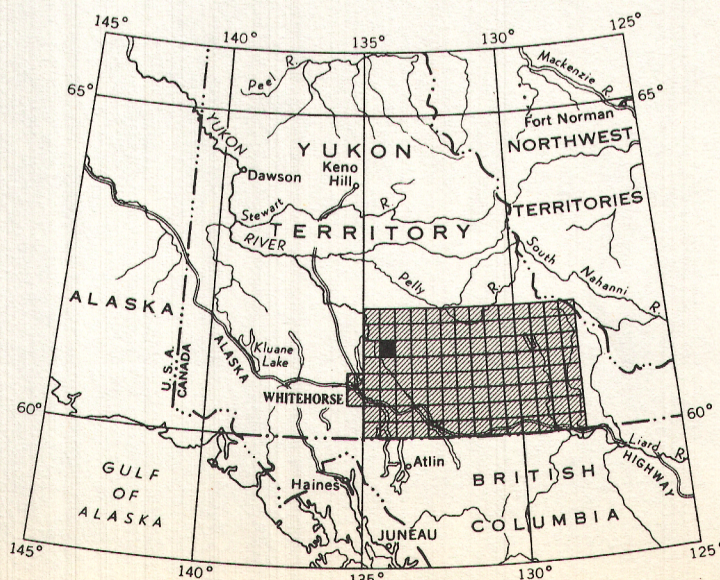 145°
140°
135°
130°
125°
Peel R.
Mackenzie R.
65°
65°
Fort Norman
YUKON
YUKON
NORTHWEST
Keno
Hill
Dawson
Stewart R.
TERRITORIES
TERRITORY
RIVER
South Nahanni R.
Pelly R.
ALASKA
Kluane
Lake
ALASKA
U.S.A.
CANADA
WHITEHORSE
60°
60°
Liard R.
HIGHWAY
Atlin
BRITISH
GULF
OF
ALASKA
Haines
COLUMBIA
JUNEAU
145°
140°
135°
130°
125°